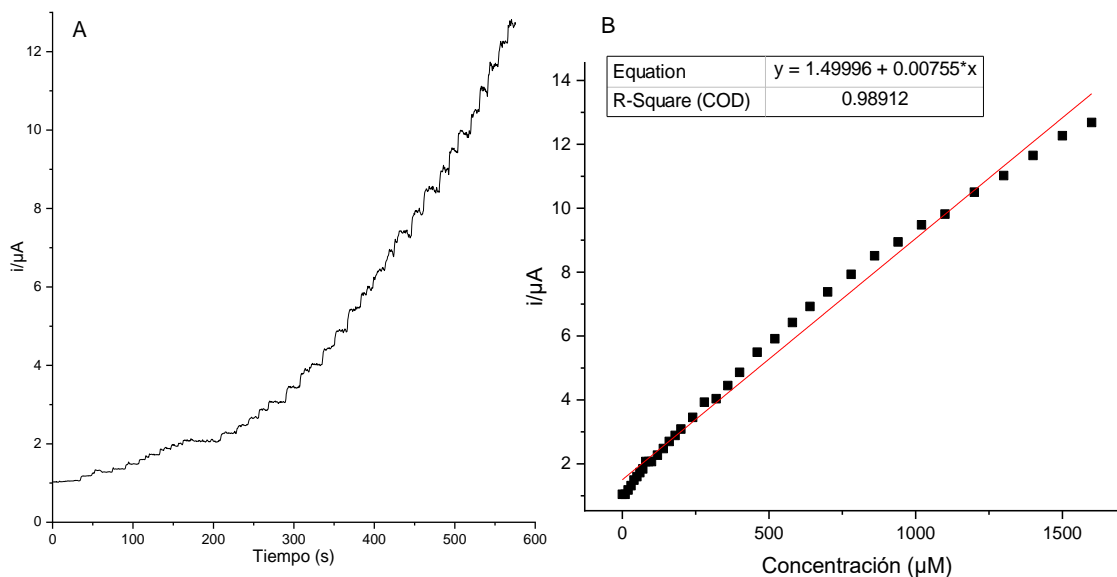 A
i/µA
12
10
8
6
4
2
0
0 100 200 300 400 500 600
Tiempo (s)
B
Equation y = 1.49996 + 0.00755*x
R-Square (COD) 0.98912
i/µA
14
12
10
8
6
4
2
0 500 1000 1500
Concentración (µM)